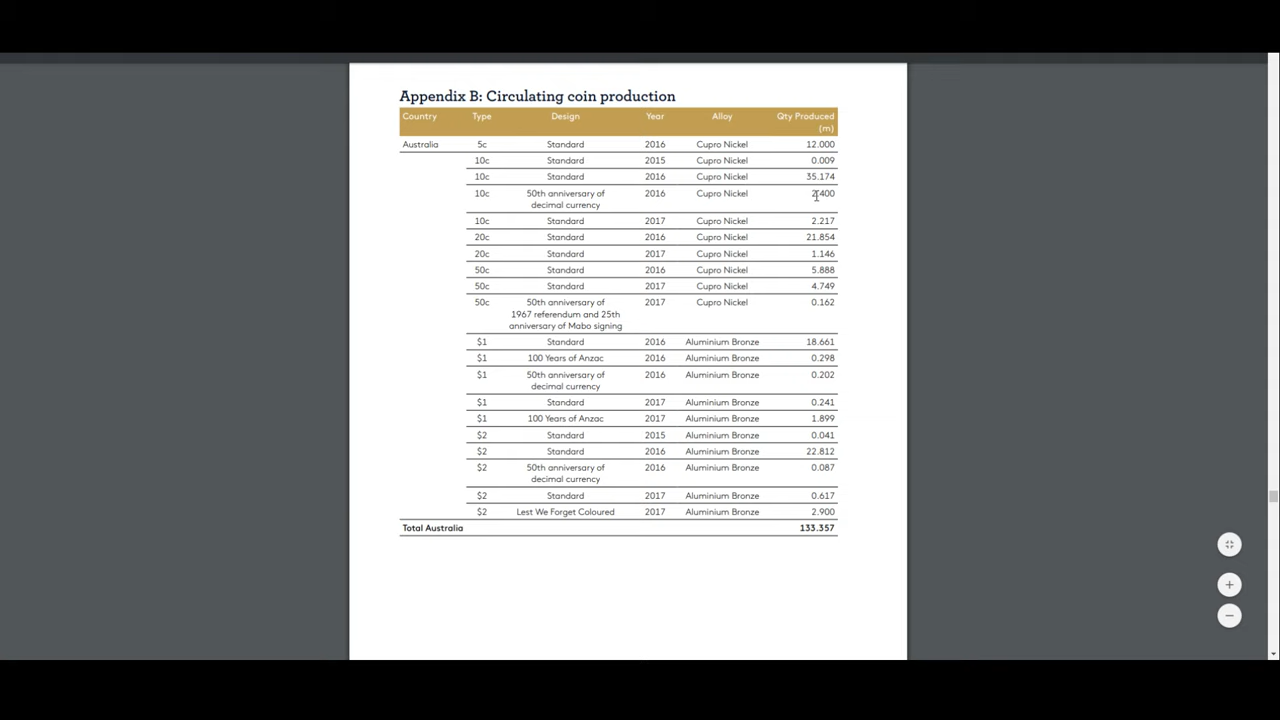 Appendix B: Circulating coin production
Country Type Design Year Alloy Qty Produced
(m)
Australia 5c Standard 2016 Cupro Nickel 12.000
10c Standard 2015 Cupro Nickel 0.009
10c Standard 2016 Cupro Nickel 35.174
10c 50th anniversary of 2016 Cupro Nickel 2.400
decimal currency
10c Standard 2017 Cupro Nickel 2.217
20c Standard 2016 Cupro Nickel 21.854
20c Standard 2017 Cupro Nickel 1.146
50c Standard 2016 Cupro Nickel 5.888
50c Standard 2017 Cupro Nickel 4.749
50c 50th anniversary of 2017 Cupro Nickel 0.162
1967 referendum and 25th
anniversary of Mabo signing
$1 Standard 2016 Aluminium Bronze 18.661
$1 100 Years of Anzac 2016 Aluminium Bronze 0.298
$1 50th anniversary of 2016 Aluminium Bronze 0.202
decimal currency
$1 Standard 2017 Aluminium Bronze 0.241
$1 100 Years of Anzac 2017 Aluminium Bronze 1.899
$2 Standard 2015 Aluminium Bronze 0.041
$2 Standard 2016 Aluminium Bronze 22.812
$2 50th anniversary of 2016 Aluminium Bronze 0.087
decimal currency
$2 Standard 2017 Aluminium Bronze 0.617
$2 Lest We Forget Coloured 2017 Aluminium Bronze 2.900
Total Australia 133.357